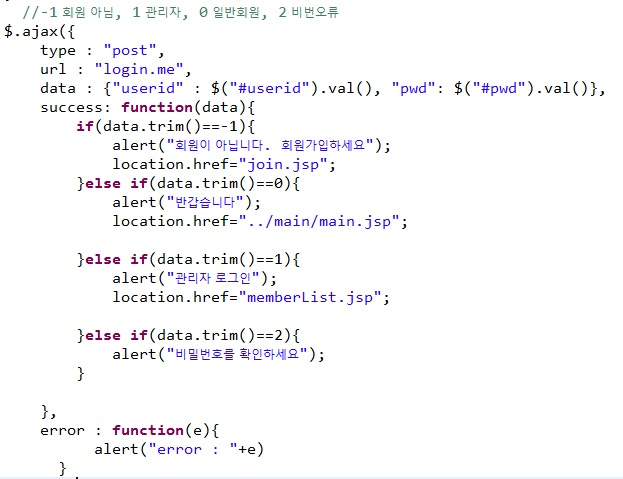 //-1 회원 아님, 1 관리자, 0 일반회원, 2 비번오류
$.ajax({
type : "post",
url : "login.me",
data : {"userid" : $("#userid").val(), "pwd": $("#pwd").val()},
success: function(data){
if(data.trim()==-1){
alert("회원이 아닙니다. 회원가입하세요");
location.href="join.jsp";
}else if(data.trim()==0){
alert("반갑습니다");
location.href="../main/main.jsp";
}else if(data.trim()==1){
alert("관리자 로그인");
location.href="memberList.jsp";
}else if(data.trim()==2){
alert("비밀번호를 확인하세요");
}
},
error : function(e){
alert("error : "+e)
}